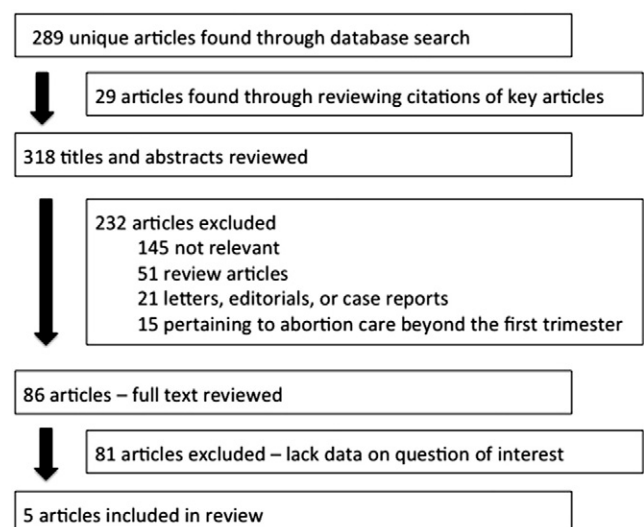 289 unique articles found through database search
29 articles found through reviewing citations of key articles
318 titles and abstracts reviewed
232 articles excluded
145 not relevant
51 review articles
21 letters, editorials, or case reports
15 pertaining to abortion care beyond the first trimester
86 articles – full text reviewed
81 articles excluded – lack data on question of interest
5 articles included in review